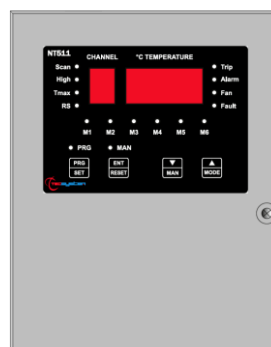 NT511
CHANNEL °C TEMPERATURE
Scan Trip
High Alarm
Tmax Fan
RS Fault
M1 M2 M3 M4 M5 M6
PRG MAN
PRG ENT ▼ ▲
SET RESET MAN MODE
tecsystem